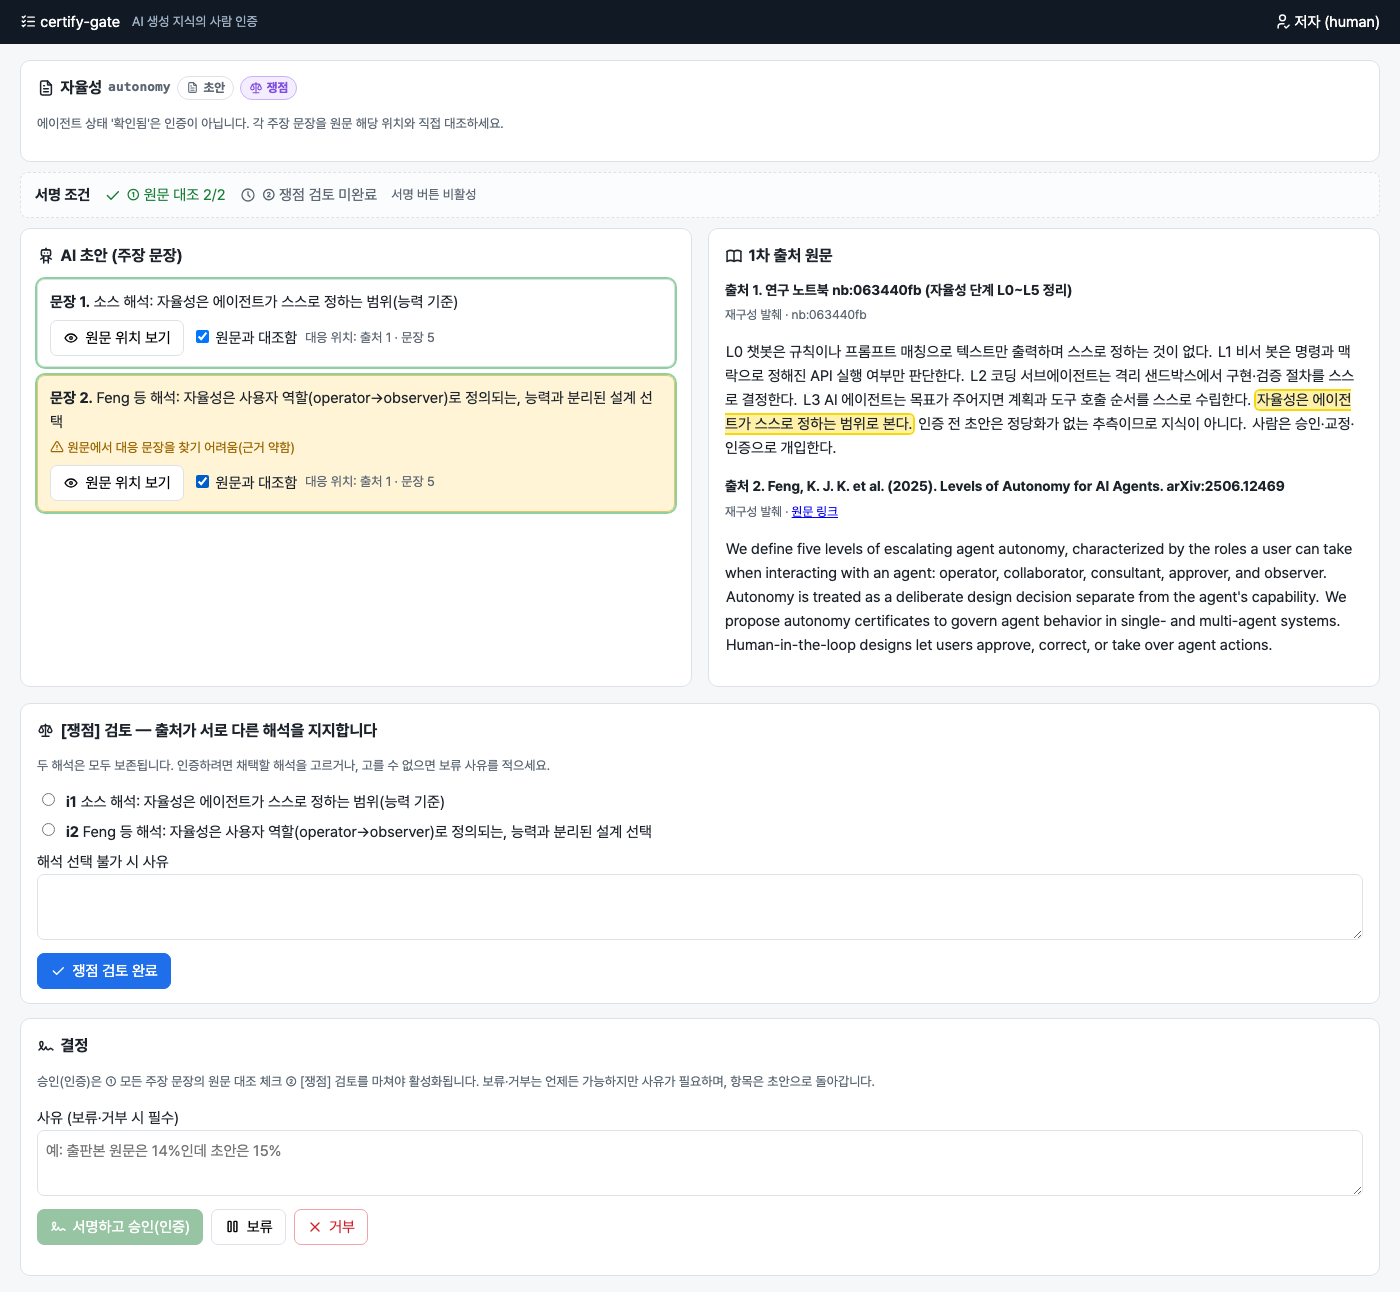 certify-gate AI 생성 지식의 사람 인증
저자 (human)
자율성 autonomy 초안 쟁점
에이전트 상태 '확인됨'은 인증이 아닙니다. 각 주장 문장을 원문 해당 위치와 직접 대조하세요.
서명 조건 ① 원문 대조 2/2 ② 쟁점 검토 미완료 서명 버튼 비활성
AI 초안 (주장 문장)
문장 1. 소스 해석: 자율성은 에이전트가 스스로 정하는 범위(능력 기준)
원문 위치 보기 원문과 대조함 대응 위치: 출처 1 · 문장 5
문장 2. Feng 등 해석: 자율성은 사용자 역할(operator→observer)로 정의되는, 능력과 분리된 설계 선
택
원문에서 대응 문장을 찾기 어려움(근거 약함)
원문 위치 보기 원문과 대조함 대응 위치: 출처 1 · 문장 5
1차 출처 원문
출처 1. 연구 노트북 nb:063440fb (자율성 단계 L0~L5 정리)
재구성 발췌 · nb:063440fb
L0 챗봇은 규칙이나 프롬프트 매칭으로 텍스트만 출력하며 스스로 정하는 것이 없다. L1 비서 봇은 명령과 맥
락으로 정해진 API 실행 여부만 판단한다. L2 코딩 서브에이전트는 격리 샌드박스에서 구현·검증 절차를 스스
로 결정한다. L3 AI 에이전트는 목표가 주어지면 계획과 도구 호출 순서를 스스로 수립한다. 자율성은 에이전
트가 스스로 정하는 범위로 본다. 인증 전 초안은 정당화가 없는 추측이므로 지식이 아니다. 사람은 승인·교정·
인증으로 개입한다.
출처 2. Feng, K. J. K. et al. (2025). Levels of Autonomy for AI Agents. arXiv:2506.12469
재구성 발췌 · 원문 링크
We define five levels of escalating agent autonomy, characterized by the roles a user can take
when interacting with an agent: operator, collaborator, consultant, approver, and observer.
Autonomy is treated as a deliberate design decision separate from the agent's capability. We
propose autonomy certificates to govern agent behavior in single- and multi-agent systems.
Human-in-the-loop designs let users approve, correct, or take over agent actions.
[쟁점] 검토 — 출처가 서로 다른 해석을 지지합니다
두 해석은 모두 보존됩니다. 인증하려면 채택할 해석을 고르거나, 고를 수 없으면 보류 사유를 적으세요.
i1 소스 해석: 자율성은 에이전트가 스스로 정하는 범위(능력 기준)
i2 Feng 등 해석: 자율성은 사용자 역할(operator→observer)로 정의되는, 능력과 분리된 설계 선택
해석 선택 불가 시 사유
쟁점 검토 완료
결정
승인(인증)은 ① 모든 주장 문장의 원문 대조 체크 ② [쟁점] 검토를 마쳐야 활성화됩니다. 보류·거부는 언제든 가능하지만 사유가 필요하며, 항목은 초안으로 돌아갑니다.
사유 (보류·거부 시 필수)
예: 출판본 원문은 14%인데 초안은 15%
서명하고 승인(인증) 보류 거부